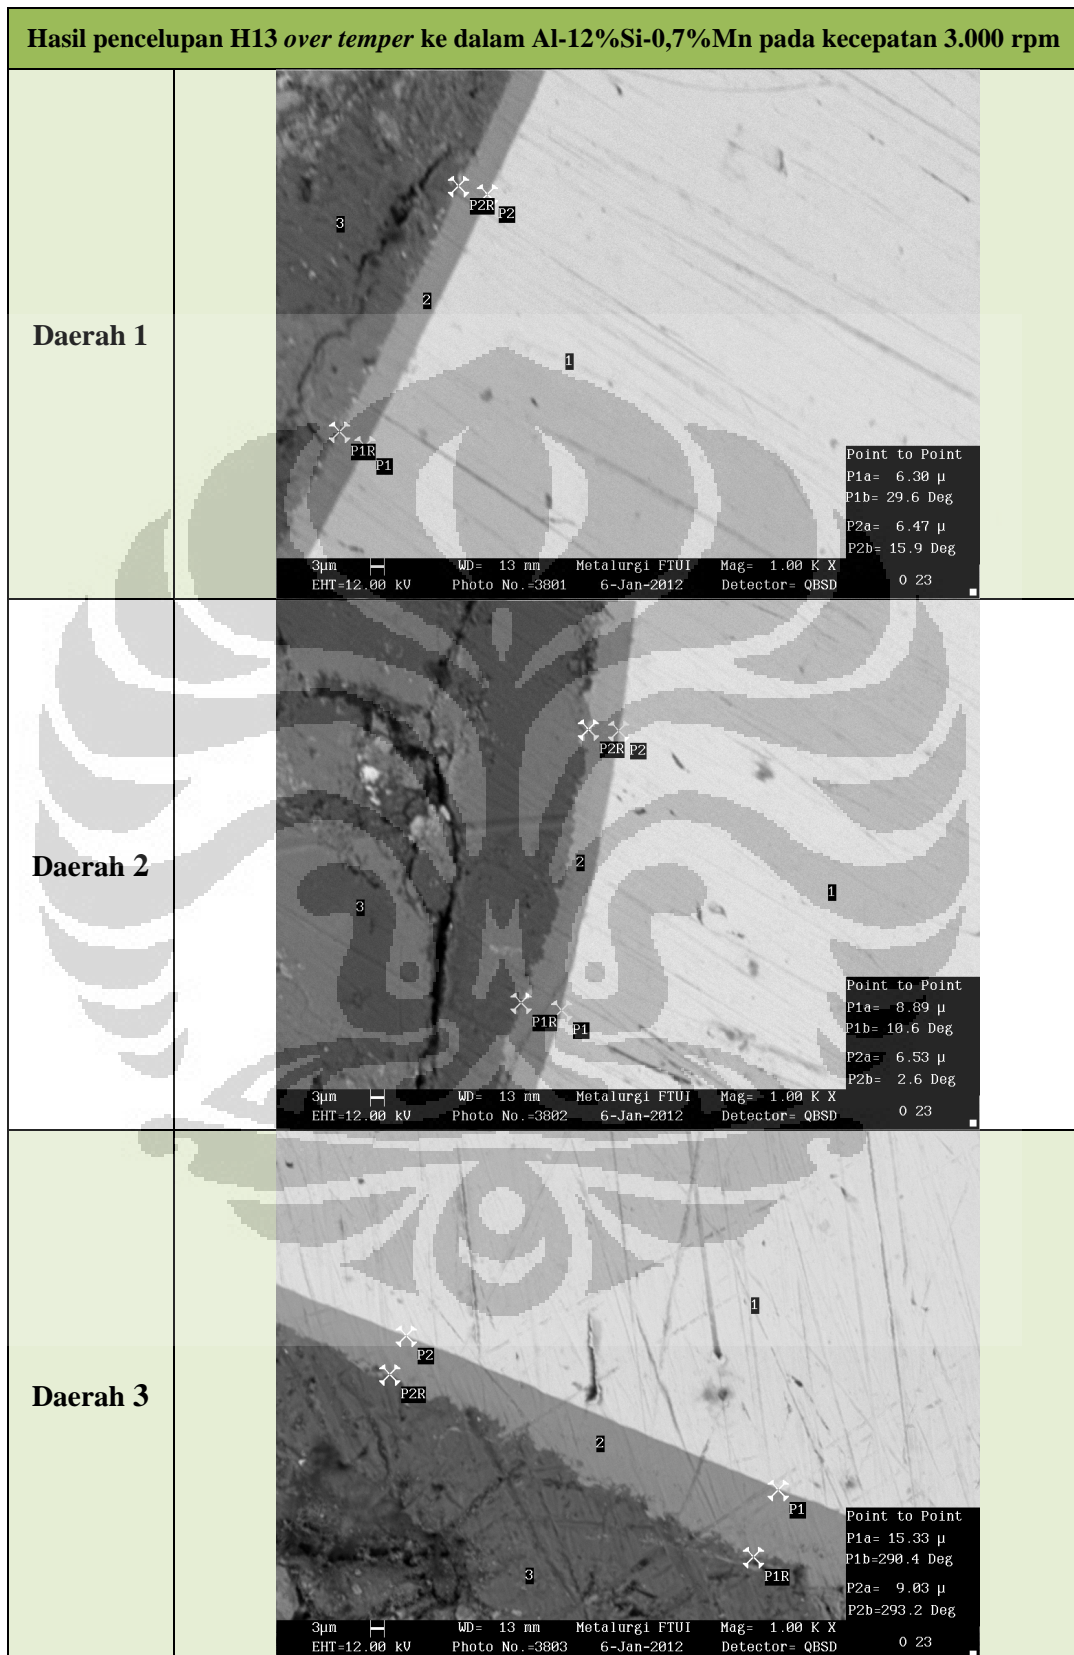 Hasil pencelupan H13 over temper ke dalam Al-12%Si-0,7%Mn pada kecepatan 3.000 rpm
Daerah 1
3
P2R
P2
2
1
P1R
P1
Point to Point
P1a= 6.30 µ
P1b= 29.6 Deg
P2a= 6.47 µ
P2b= 15.9 Deg
O 23
3µm WD= 13 mm Metalurgi FTUI Mag= 1.00 K X
EHT=12.00 kV Photo No.=3801 6-Jan-2012 Detector= QBSD
Daerah 2
P2R
P2
2
1
3
P1R
P1
Point to Point
P1a= 8.89 µ
P1b= 10.6 Deg
P2a= 6.53 µ
P2b= 2.6 Deg
O 23
3µm WD= 13 mm Metalurgi FTUI Mag= 1.00 K X
EHT=12.00 kV Photo No.=3802 6-Jan-2012 Detector= QBSD
Daerah 3
1
P2
P2R
2
P1
P1R
3
Point to Point
P1a= 15.33 µ
P1b=290.4 Deg
P2a= 9.03 µ
P2b=293.2 Deg
O 23
3µm WD= 13 mm Metalurgi FTUI Mag= 1.00 K X
EHT=12.00 kV Photo No.=3803 6-Jan-2012 Detector= QBSD